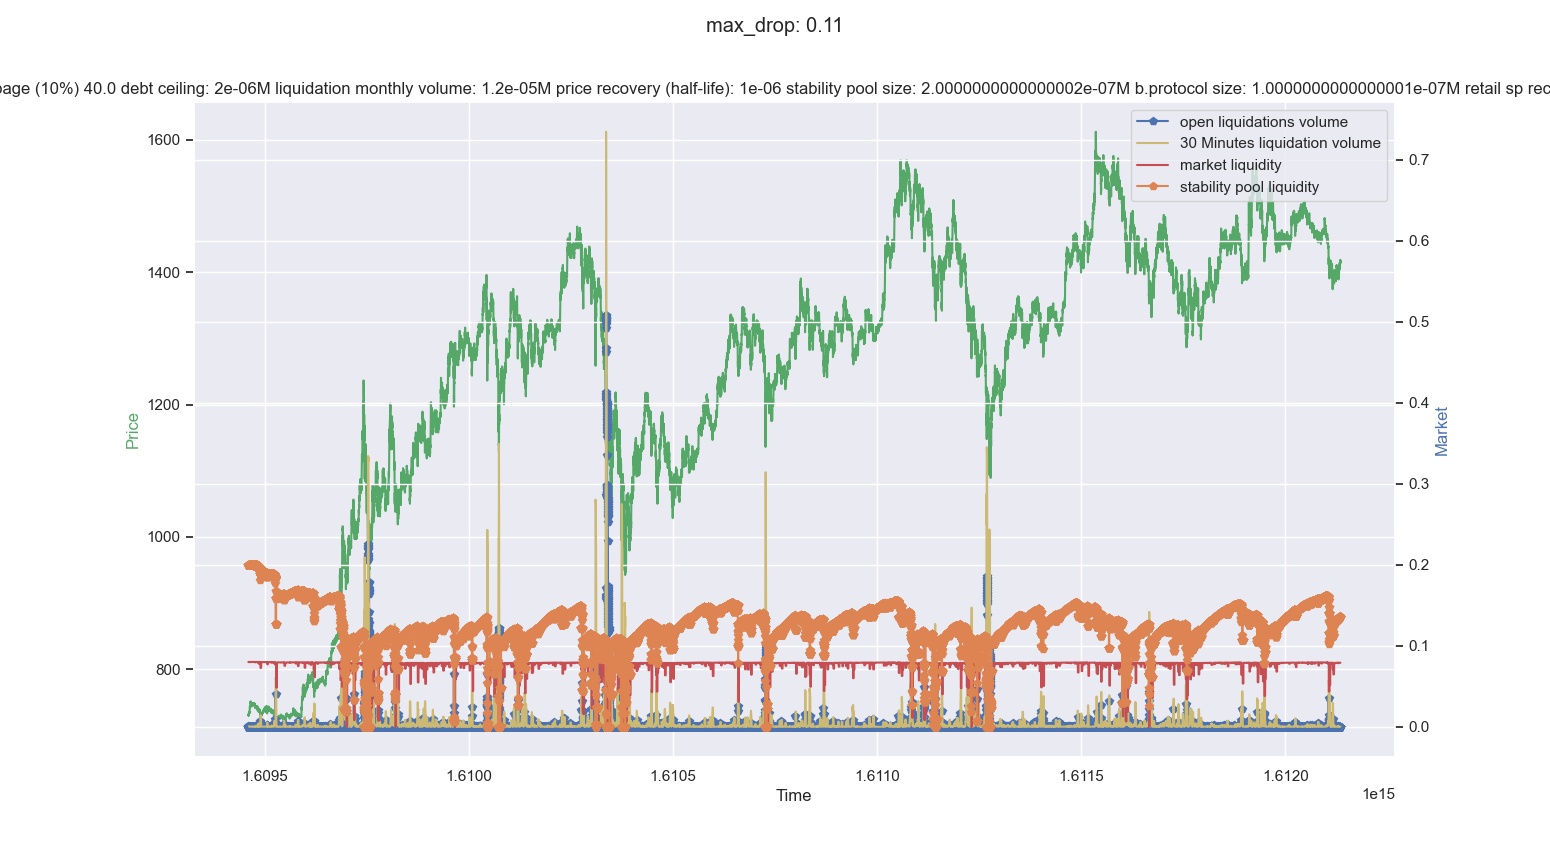 max_drop: 0.11
page (10%) 40.0 debt ceiling: 2e-06M liquidation monthly volume: 1.2e-05M price recovery (half-life): 1e-06 stability pool size: 2.0000000000000002e-07M b.protocol size: 1.0000000000000001e-07M retail sp rec
open liquidations volume
30 Minutes liquidation volume
market liquidity
stability pool liquidity
1600
1400
1200
1000
800
Price
0.7
0.6
0.5
0.4
0.3
0.2
0.1
0.0
Market
1.6095 1.6100 1.6105 1.6110 1.6115 1.6120
Time
1e15